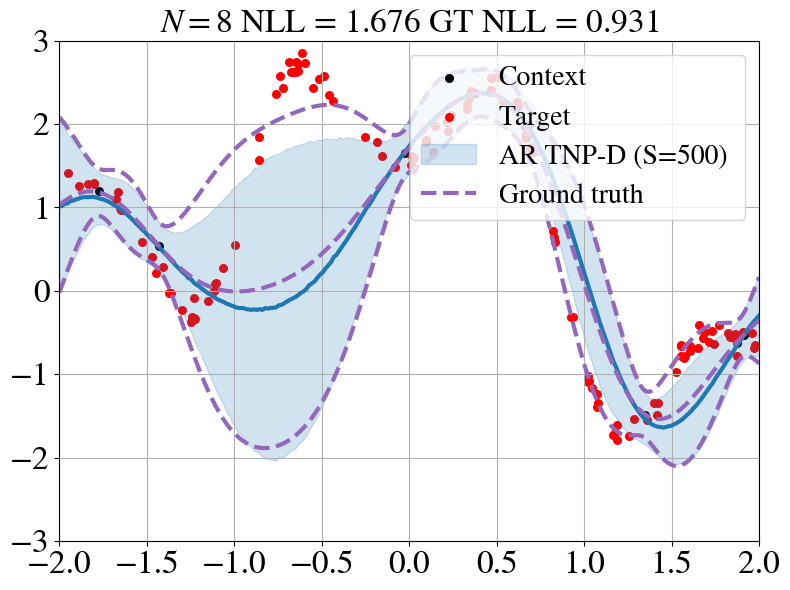 N = 8 NLL = 1.676 GT NLL = 0.931
3
2
1
0
−1
−2
−3
Context
Target
AR TNP-D (S=500)
Ground truth
−2.0 −1.5 −1.0 −0.5 0.0 0.5 1.0 1.5 2.0